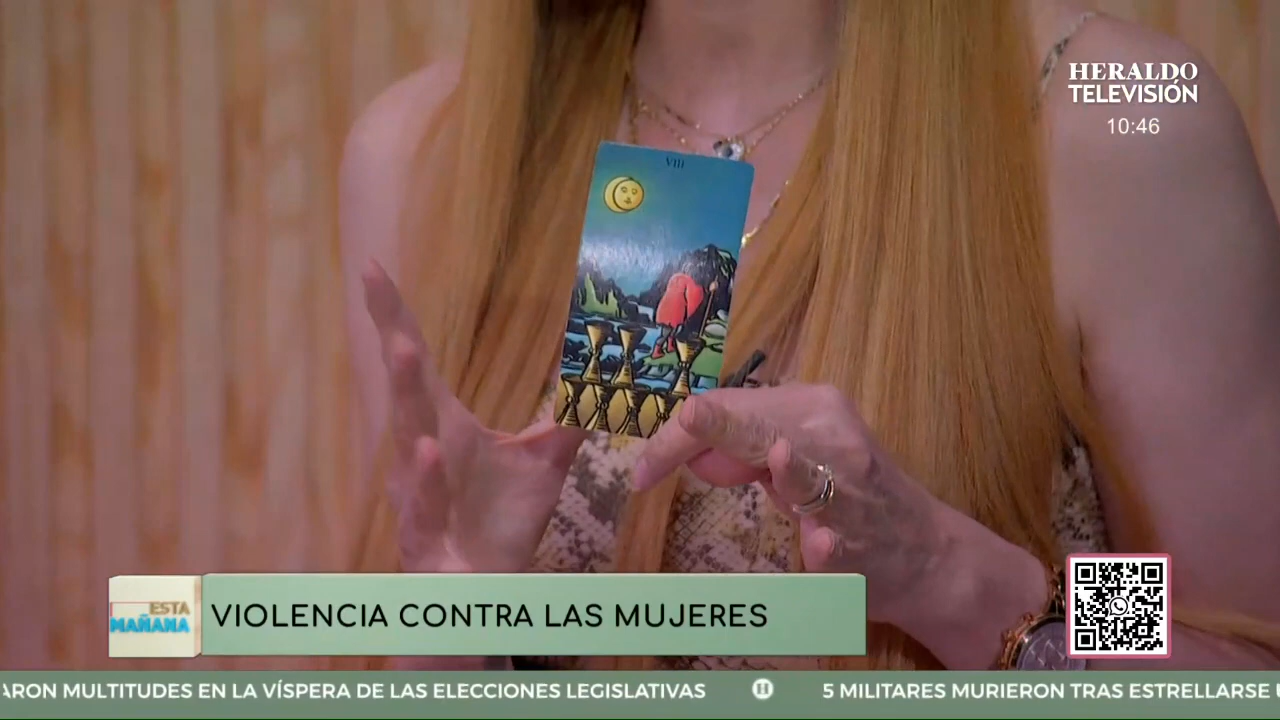 HERALDO
TELEVISIÓN
10:46
VIII
ESTA
MAÑANA
VIOLENCIA CONTRA LAS MUJERES
ARON MULTITUDES EN LA VÍSPERA DE LAS ELECCIONES LEGISLATIVAS
5 MILITARES MURIERON TRAS ESTRELLARSE